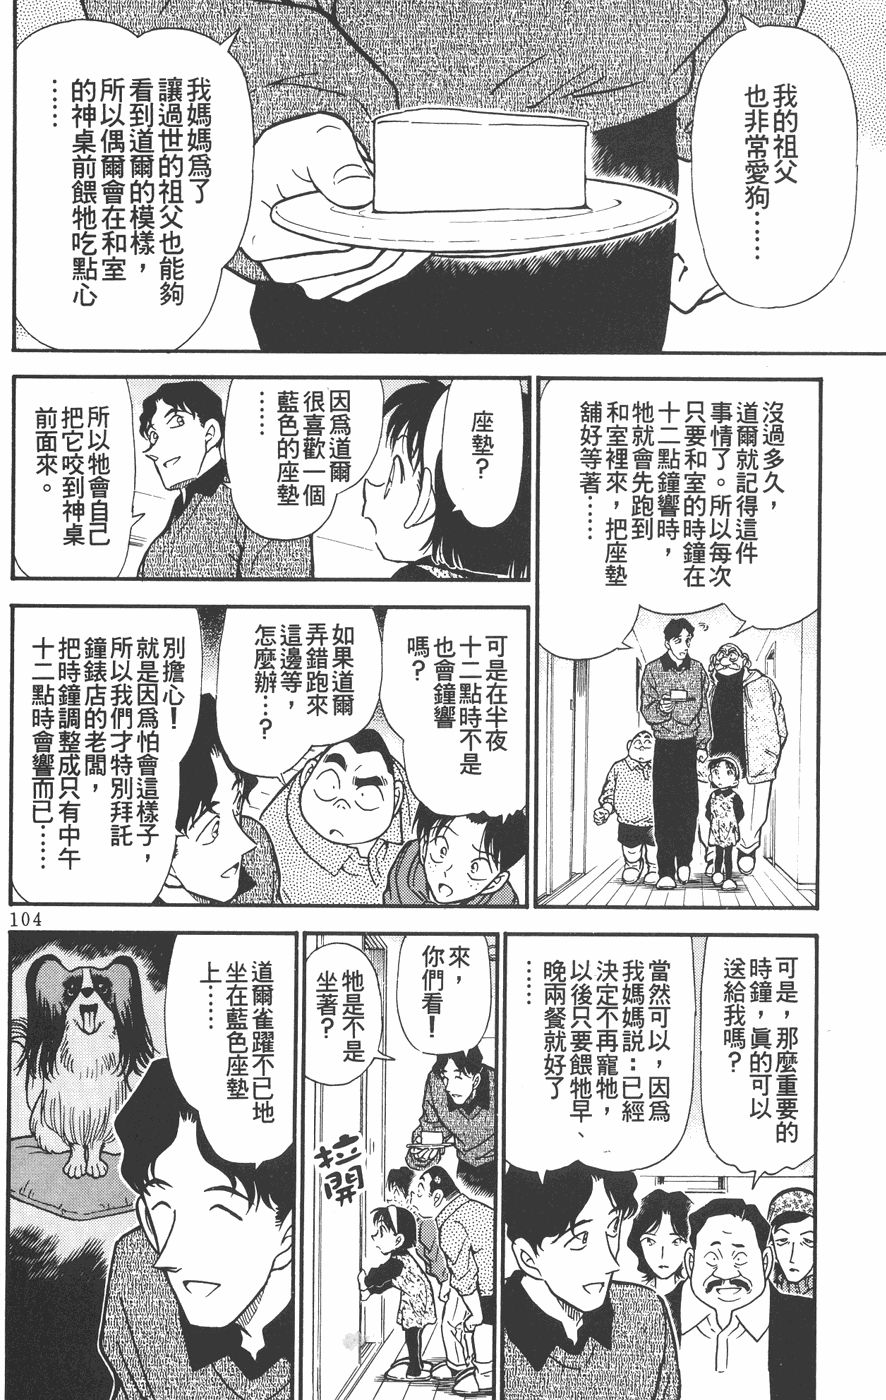 我的祖父
也非常愛狗……
我媽媽爲了
讓過世的祖父也能夠
看到道爾的模樣，
所以偶爾會在和室
的神桌前餵牠吃點心
……
沒過多久，
道爾就記得這件
事情了。所以每次
只要和室的時鐘在
十二點鐘響時，
牠就會先跑到
和室裡來，把座墊
舖好等著……
座墊？
因爲道爾
很喜歡一個
藍色的座墊
……
所以牠會自己
把它咬到神桌
前面來。
可是在半夜
十二點時不是
也會鐘響
嗎？
如果道爾
弄錯跑來
這邊等，
怎麼辦…？
別擔心！
就是因爲怕會這樣子，
所以我們才特別拜託
鐘錶店的老闆，
把時鐘調整成只有中午
十二點時會響而已……
104
可是，那麼重要的
時鐘，眞的可以
送給我嗎？
當然可以，因爲
我媽媽說：已經
決定不再寵牠，
以後只要餵牠早、
晚兩餐就好了
……
來，
你們看！
牠是不是
坐著？
拉開
道爾雀躍不已地
坐在藍色座墊
上……